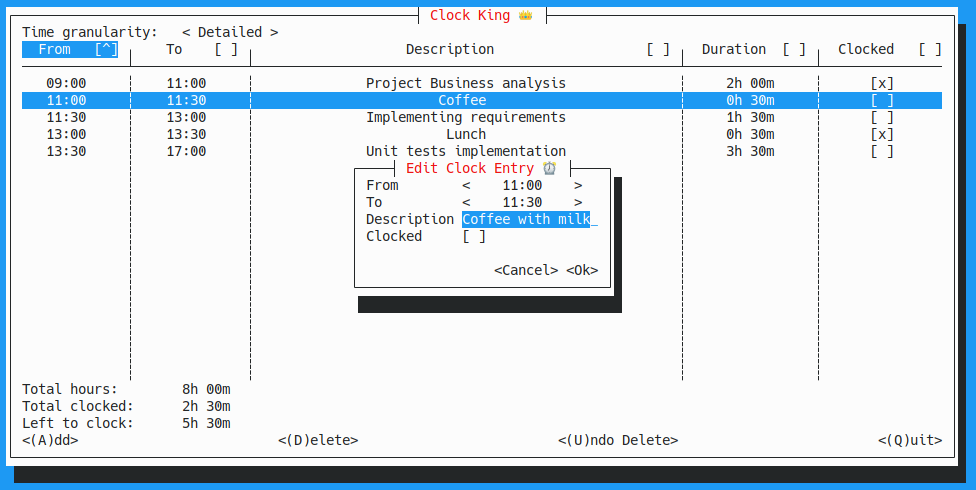 Clock King 👑
Time granularity: < Detailed >
From [^] To [ ] Description [ ] Duration [ ] Clocked [ ]
09:00 11:00 Project Business analysis 2h 00m [x]
11:00 11:30 Coffee 0h 30m [ ]
11:30 13:00 Implementing requirements 1h 30m [ ]
13:00 13:30 Lunch 0h 30m [x]
13:30 17:00 Unit tests implementation 3h 30m [ ]
Edit Clock Entry ⏰
From < 11:00 >
To < 11:30 >
Description Coffee with milk_
Clocked [ ]
<Cancel> <Ok>
Total hours: 8h 00m
Total clocked: 2h 30m
Left to clock: 5h 30m
<(A)dd> <(D)elete> <(U)ndo Delete> <(Q)uit>